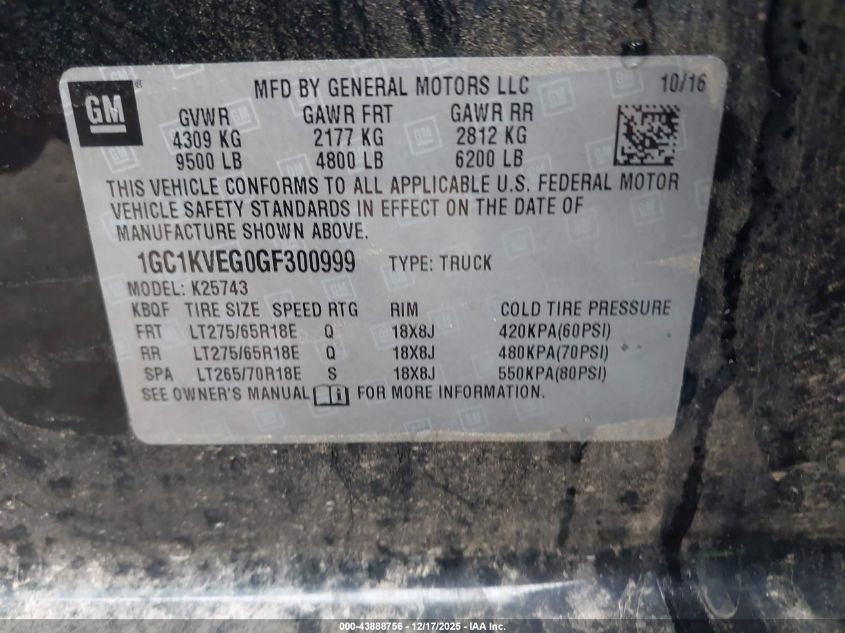 GM MFD BY GENERAL MOTORS LLC 10/16
GVWR GAWR FRT GAWR RR
4309 KG 2177 KG 2812 KG
9500 LB 4800 LB 6200 LB
THIS VEHICLE CONFORMS TO ALL APPLICABLE U.S. FEDERAL MOTOR
VEHICLE SAFETY STANDARDS IN EFFECT ON THE DATE OF
MANUFACTURE SHOWN ABOVE.
1GC1KVEG0GF300999 TYPE: TRUCK
MODEL: K25743
KBQF TIRE SIZE SPEED RTG RIM COLD TIRE PRESSURE
FRT LT275/65R18E Q 18X8J 420KPA(60PSI)
RR LT275/65R18E Q 18X8J 480KPA(70PSI)
SPA LT265/70R18E S 18X8J 550KPA(80PSI)
SEE OWNER'S MANUAL i FOR MORE INFORMATION.
000-43888756 - 12/17/2025 - IAA Inc.